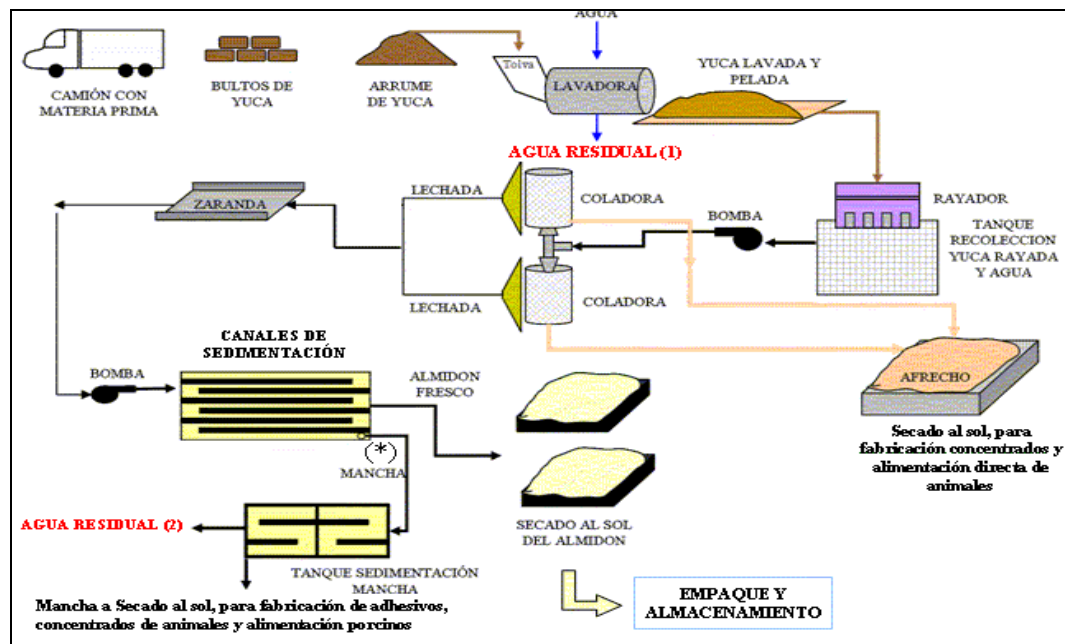 AGUA
CAMIÓN CON
MATERIA PRIMA
BULTOS DE
YUCA
ARRUME
DE YUCA
Tolva
LAVADORA
YUCA LAVADA Y
PELADA
AGUA RESIDUAL (1)
LECHADA
COLADORA
ZARANDA
BOMBA
RAYADOR
TANQUE
RECOLECCION
YUCA RAYADA
Y AGUA
LECHADA
COLADORA
CANALES DE
SEDIMENTACIÓN
BOMBA
ALMIDON
FRESCO
AFRECHO
Secado al sol, para
fabricación concentrados y
alimentación directa de
animales
(*)
MANCHA
SECADO AL SOL
DEL ALMIDON
AGUA RESIDUAL (2)
TANQUE SEDIMENTACIÓN
MANCHA
Mancha a Secado al sol, para fabricación de adhesivos,
concentrados de animales y alimentación porcinos
EMPAQUE Y
ALMACENAMIENTO